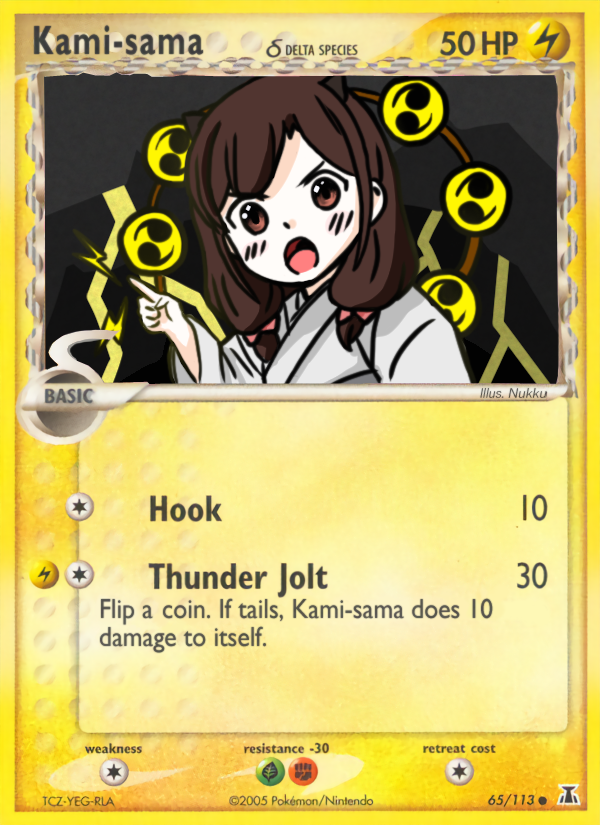 Kami-sama δ DELTA SPECIES 50 HP
BASIC
Illus. Nukku
Hook 10
Thunder Jolt 30
Flip a coin. If tails, Kami-sama does 10
damage to itself.
weakness resistance -30 retreat cost
TCZ-YEG-RLA ©2005 Pokémon/Nintendo 65/113